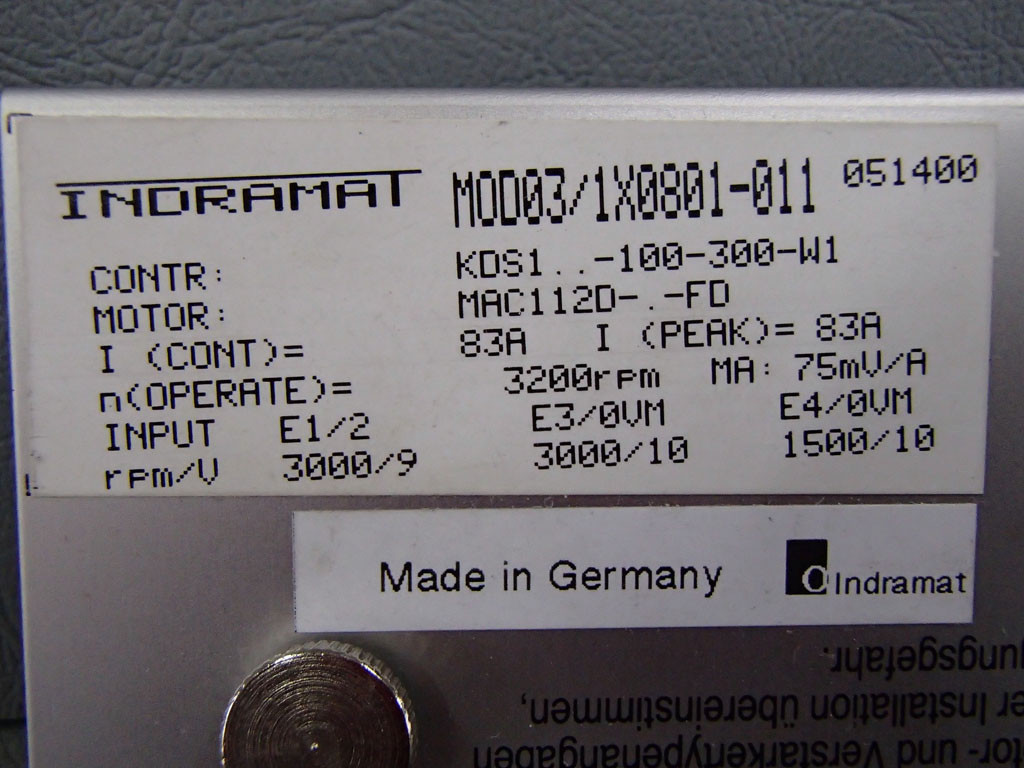 INDRAMAT MOD03/1X0801-011 051400
CONTR: KDS1..-100-300-W1
MOTOR: MAC112D-.-FD
I (CONT)= 83A I (PEAK)= 83A
n(OPERATE)= 3200rpm MA: 75mV/A
INPUT E1/2 E3/0VM E4/0VM
rpm/V 3000/9 3000/10 1500/10
Made in Germany Indramat
tor- und Verstärkertypenangaben
er Installation übereinstimmen,
ungsgefahr.